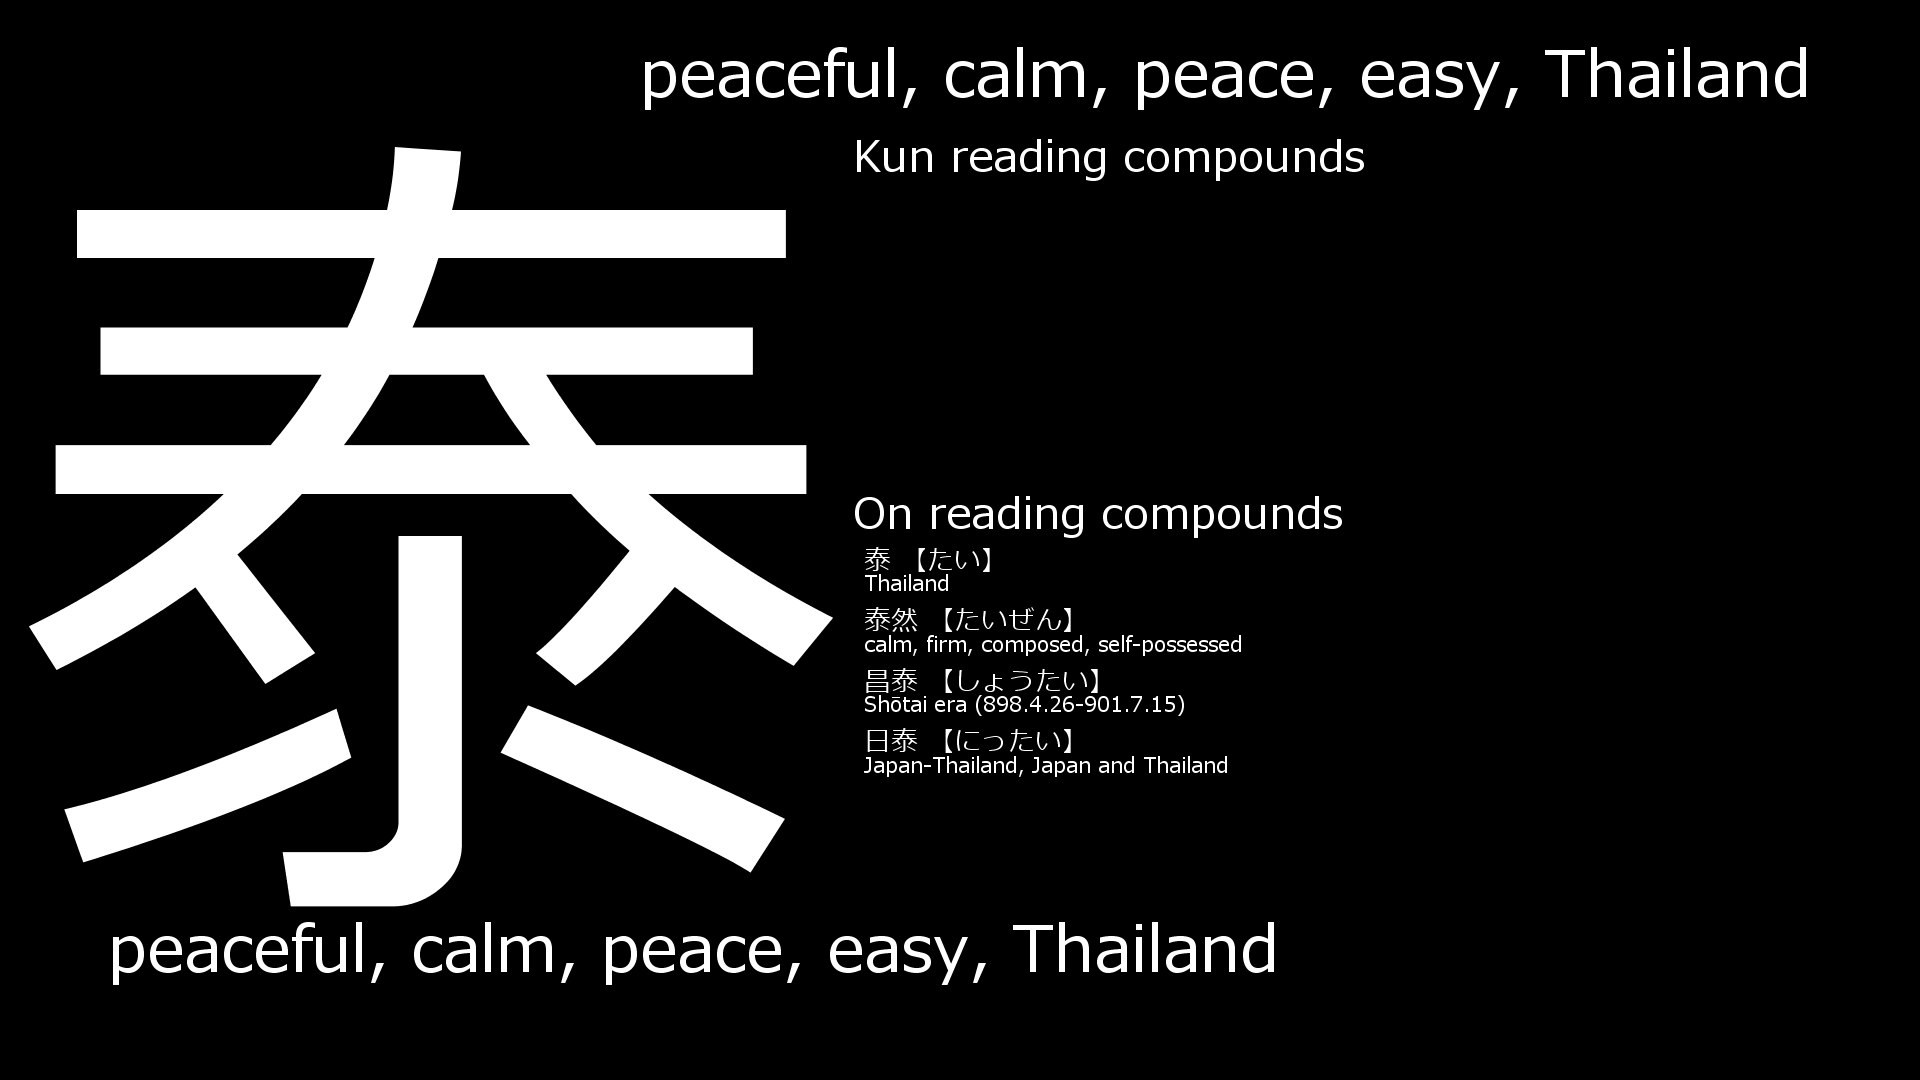 peaceful, calm, peace, easy, Thailand
泰
Kun reading compounds
On reading compounds
泰 【たい】
Thailand
泰然 【たいぜん】
calm, firm, composed, self-possessed
昌泰 【しょうたい】
Shōtai era (898.4.26-901.7.15)
日泰 【にったい】
Japan-Thailand, Japan and Thailand
peaceful, calm, peace, easy, Thailand